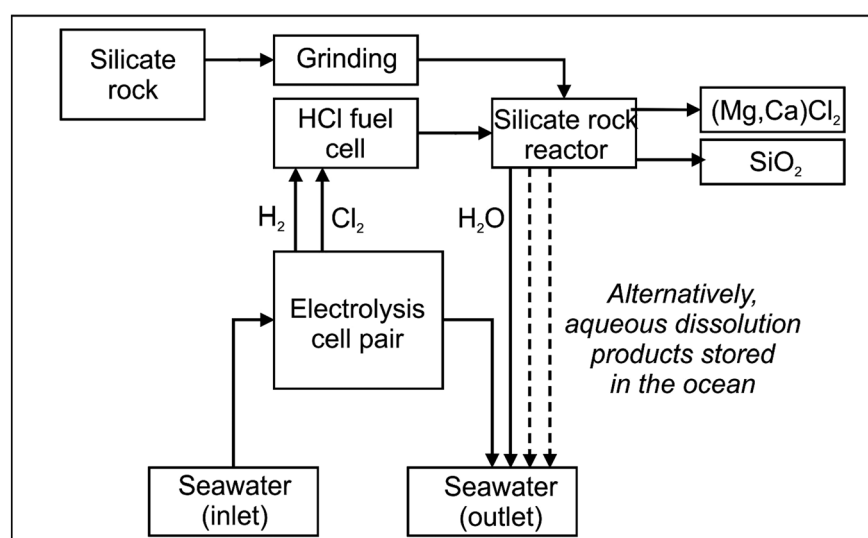 Silicate
rock
Grinding
HCl fuel
cell
Silicate rock
reactor
(Mg,Ca)Cl₂
SiO₂
H₂
Cl₂
H₂O
Electrolysis
cell pair
Alternatively,
aqueous dissolution
products stored
in the ocean
Seawater
(inlet)
Seawater
(outlet)